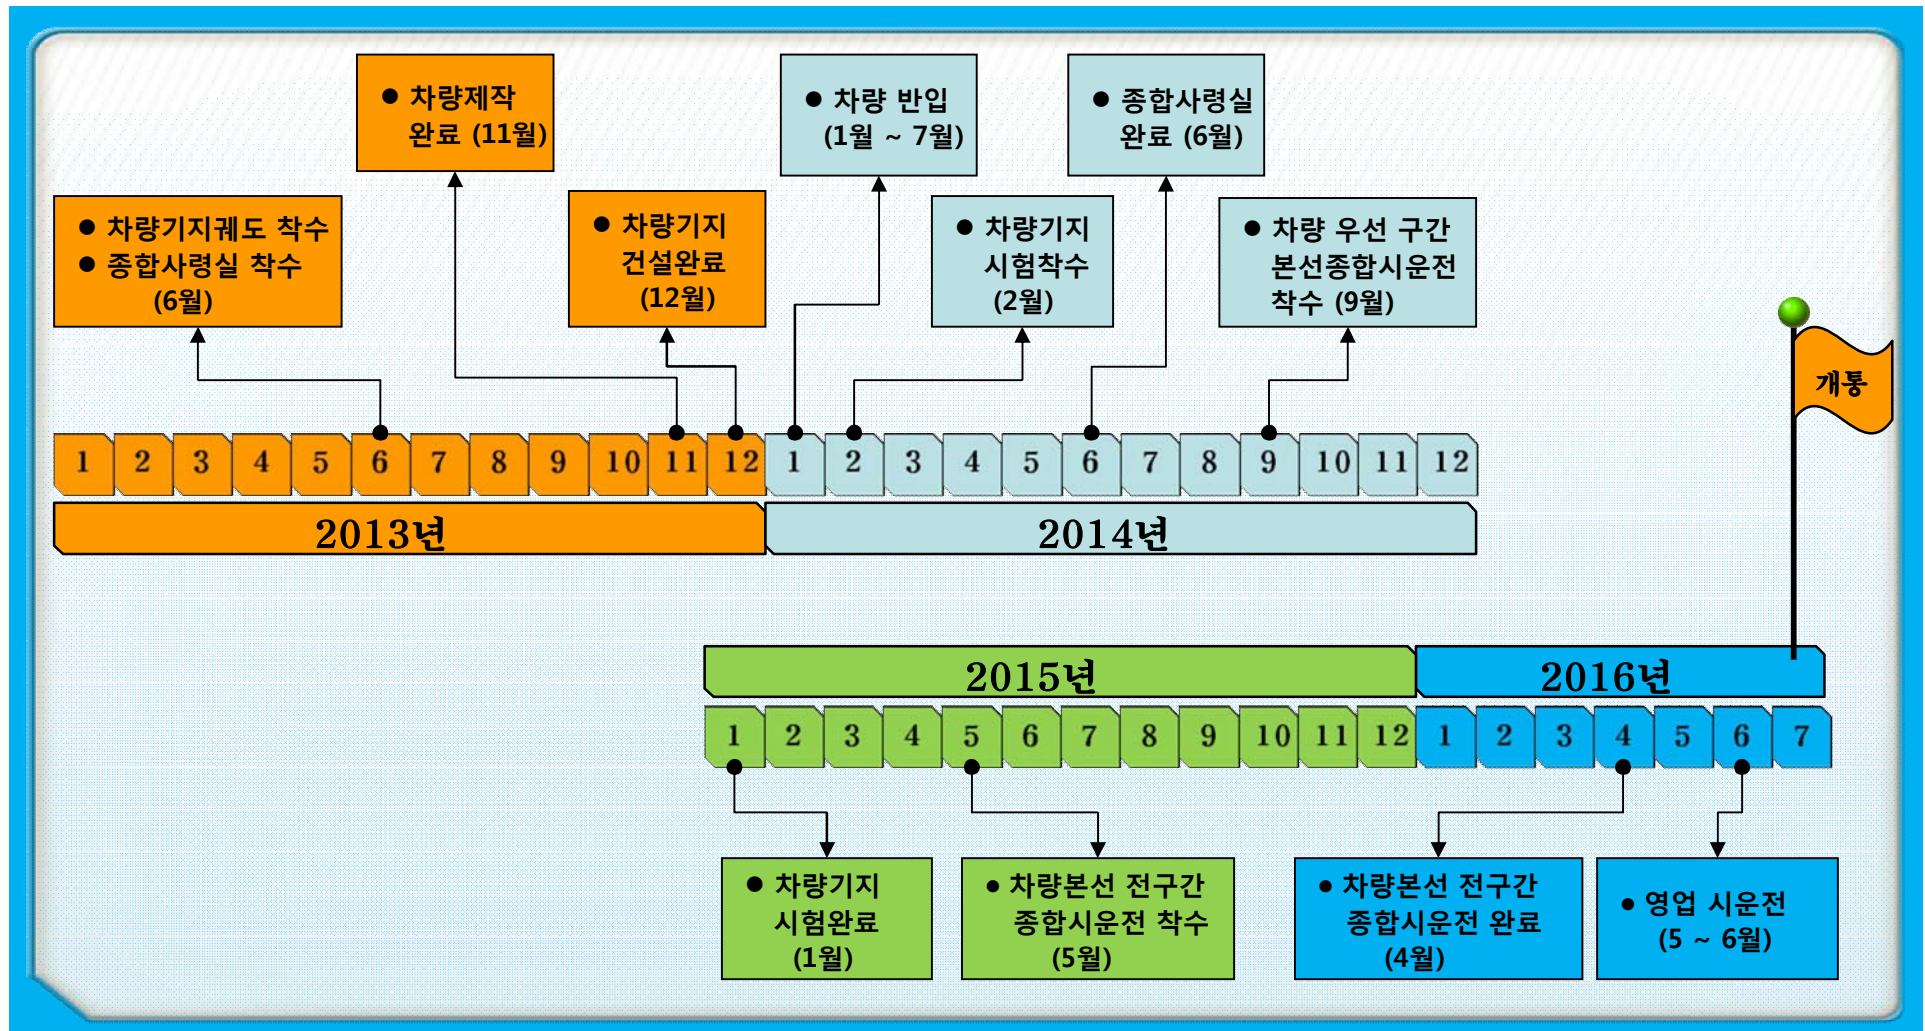 ● 차량제작
완료 (11월)
● 차량 반입
(1월 ~ 7월)
● 종합사령실
완료 (6월)
● 차량기지궤도 착수
● 종합사령실 착수
(6월)
● 차량기지
건설완료
(12월)
● 차량기지
시험착수
(2월)
● 차량 우선 구간
본선종합시운전
착수 (9월)
개통
1 2 3 4 5 6 7 8 9 10 11 12 1 2 3 4 5 6 7 8 9 10 11 12
2013년 2014년
2015년 2016년
1 2 3 4 5 6 7 8 9 10 11 12 1 2 3 4 5 6 7
● 차량기지
시험완료
(1월)
● 차량본선 전구간
종합시운전 착수
(5월)
● 차량본선 전구간
종합시운전 완료
(4월)
● 영업 시운전
(5 ~ 6월)